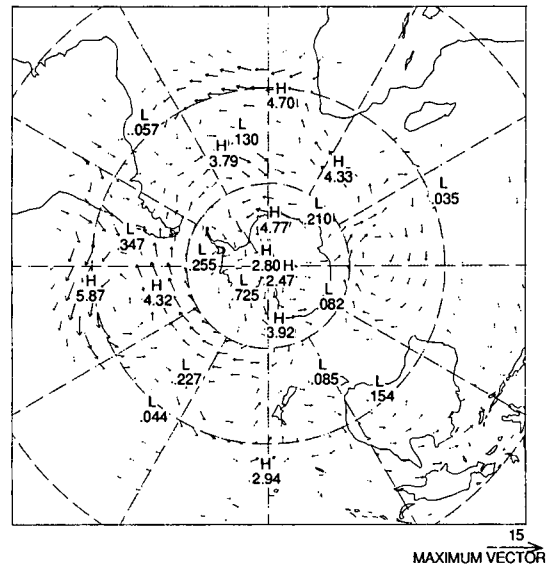 H
4.70
L
.057
L
.130
H
3.79
H
4.33
L
.035
L
.210
H
4.77
L
.347
L
.255
H
2.80
H
2.47
H
5.87
H
4.32
L
.725
L
.082
H
3.92
L
.227
L
.085
L
.154
L
.044
H
2.94
15
MAXIMUM VECTOR